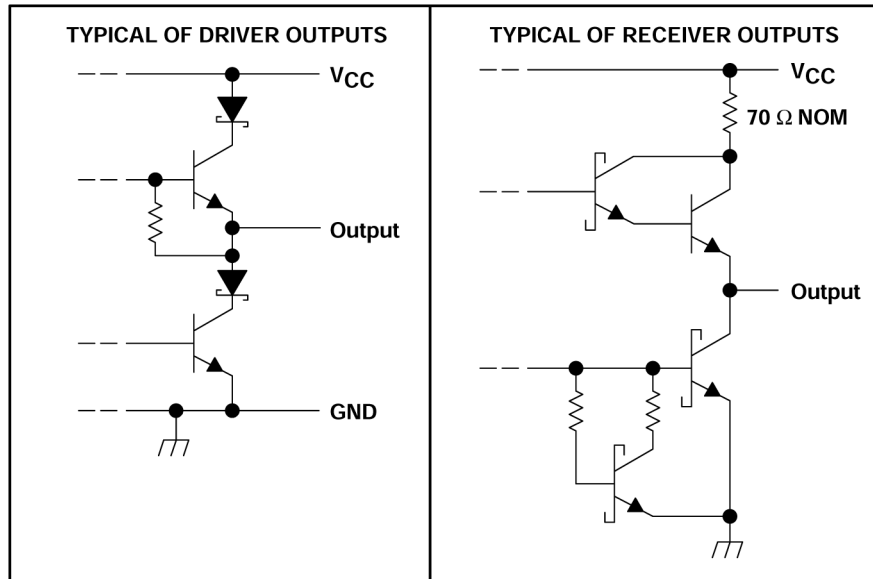 TYPICAL OF DRIVER OUTPUTS
VCC
Output
GND
TYPICAL OF RECEIVER OUTPUTS
VCC
70 Ω NOM
Output